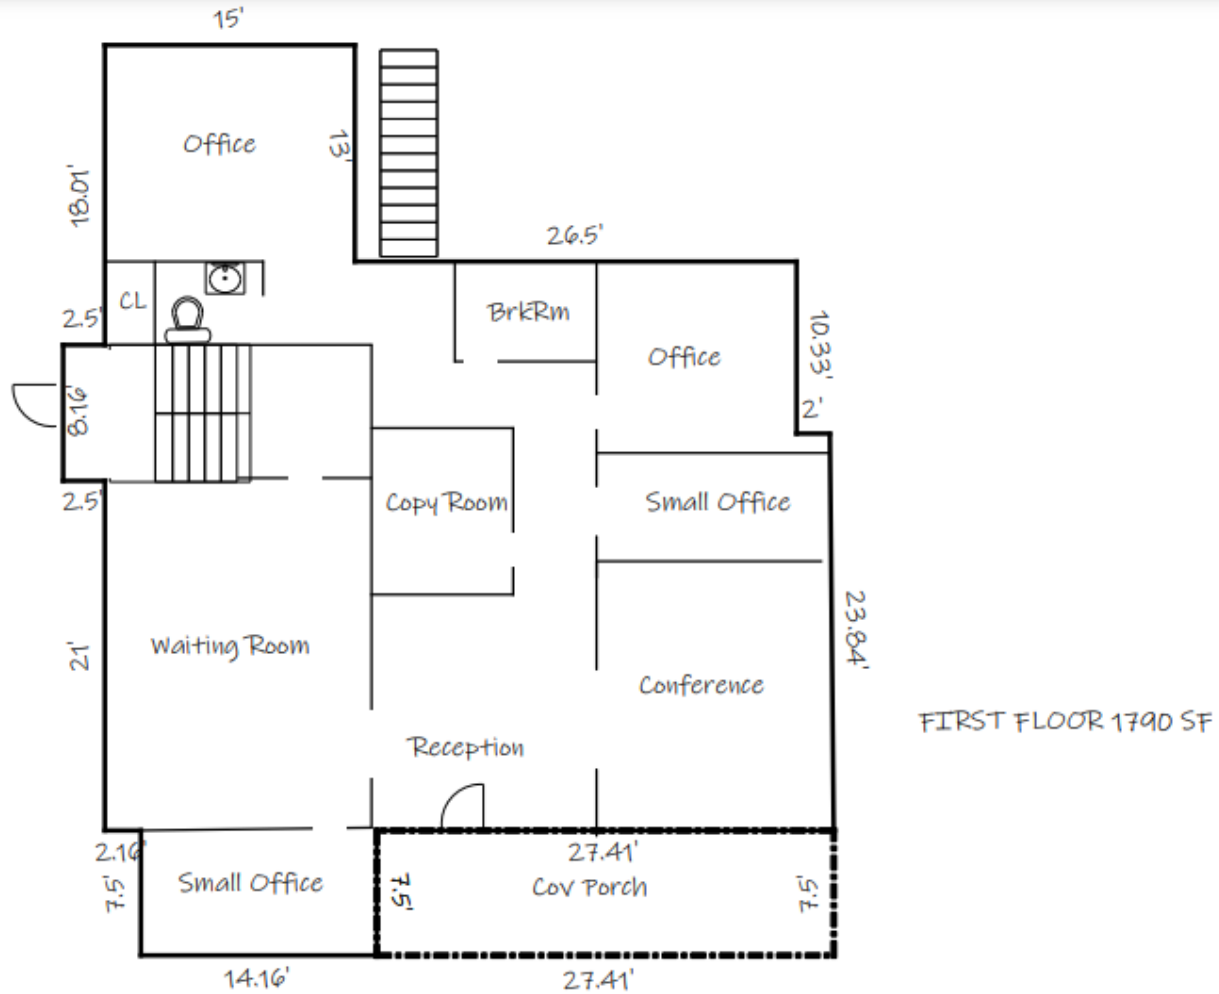 15'
Office
13'
18.01'
26.5'
CL
BrkRm
2.5'
Office
10.33'
8.16'
2'
2.5'
Copy Room
Small Office
Waiting Room
21'
23.84'
Conference
FIRST FLOOR 1790 SF
Reception
2.16'
27.41'
7.5'
Small Office
7.5'
Cov Porch
7.5'
14.16'
27.41'